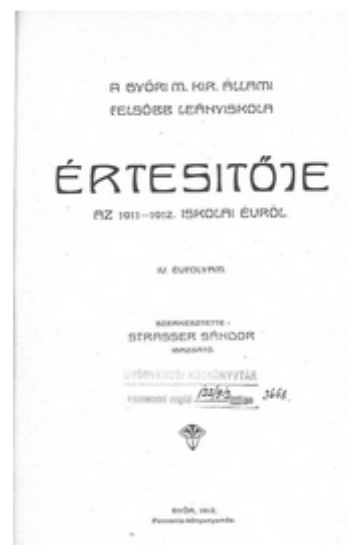 A GYŐRI M. KIR. ÁLLAMI
FELSŐBB LEÁNYISKOLA
ÉRTESITŐJE
AZ 1911–1912. ISKOLAI ÉVRŐL.
IV. ÉVFOLYAM.
SZERKESZTETTE:
STRASSER SÁNDOR
IGAZGATÓ.
3668.
GYŐR, 1912.
Pannonia-könyvnyomda.